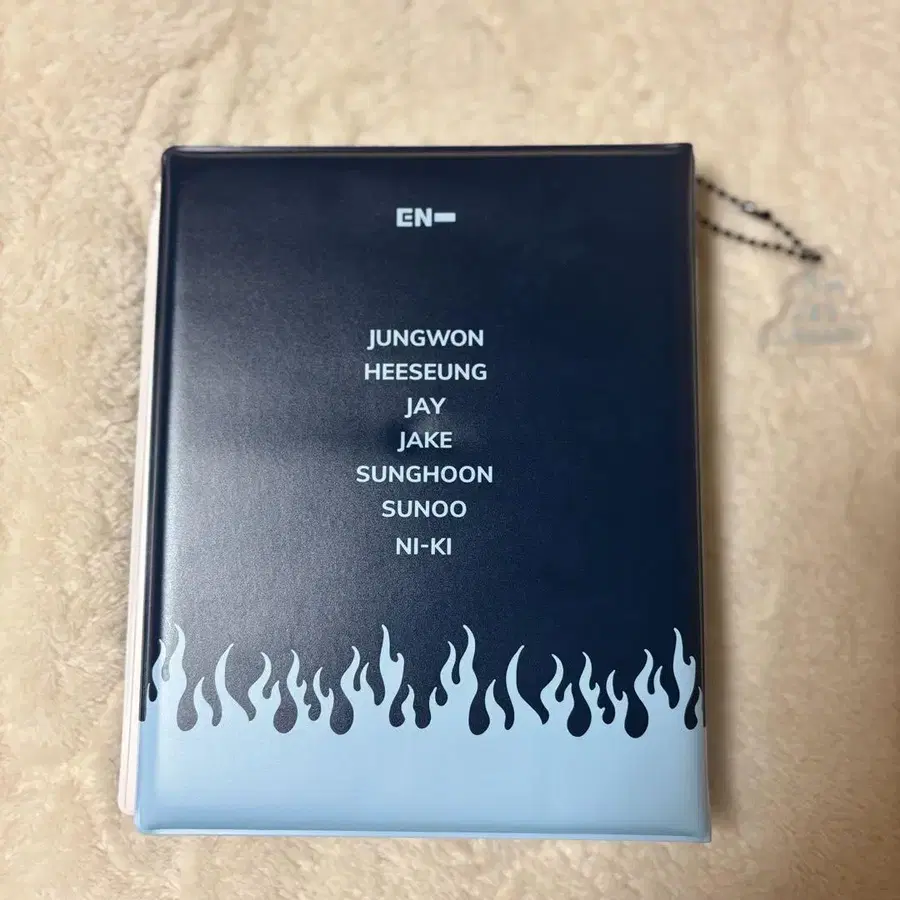 EN-
JUNGWON
HEESEUNG
JAY
JAKE
SUNGHOON
SUNOO
NI-KI